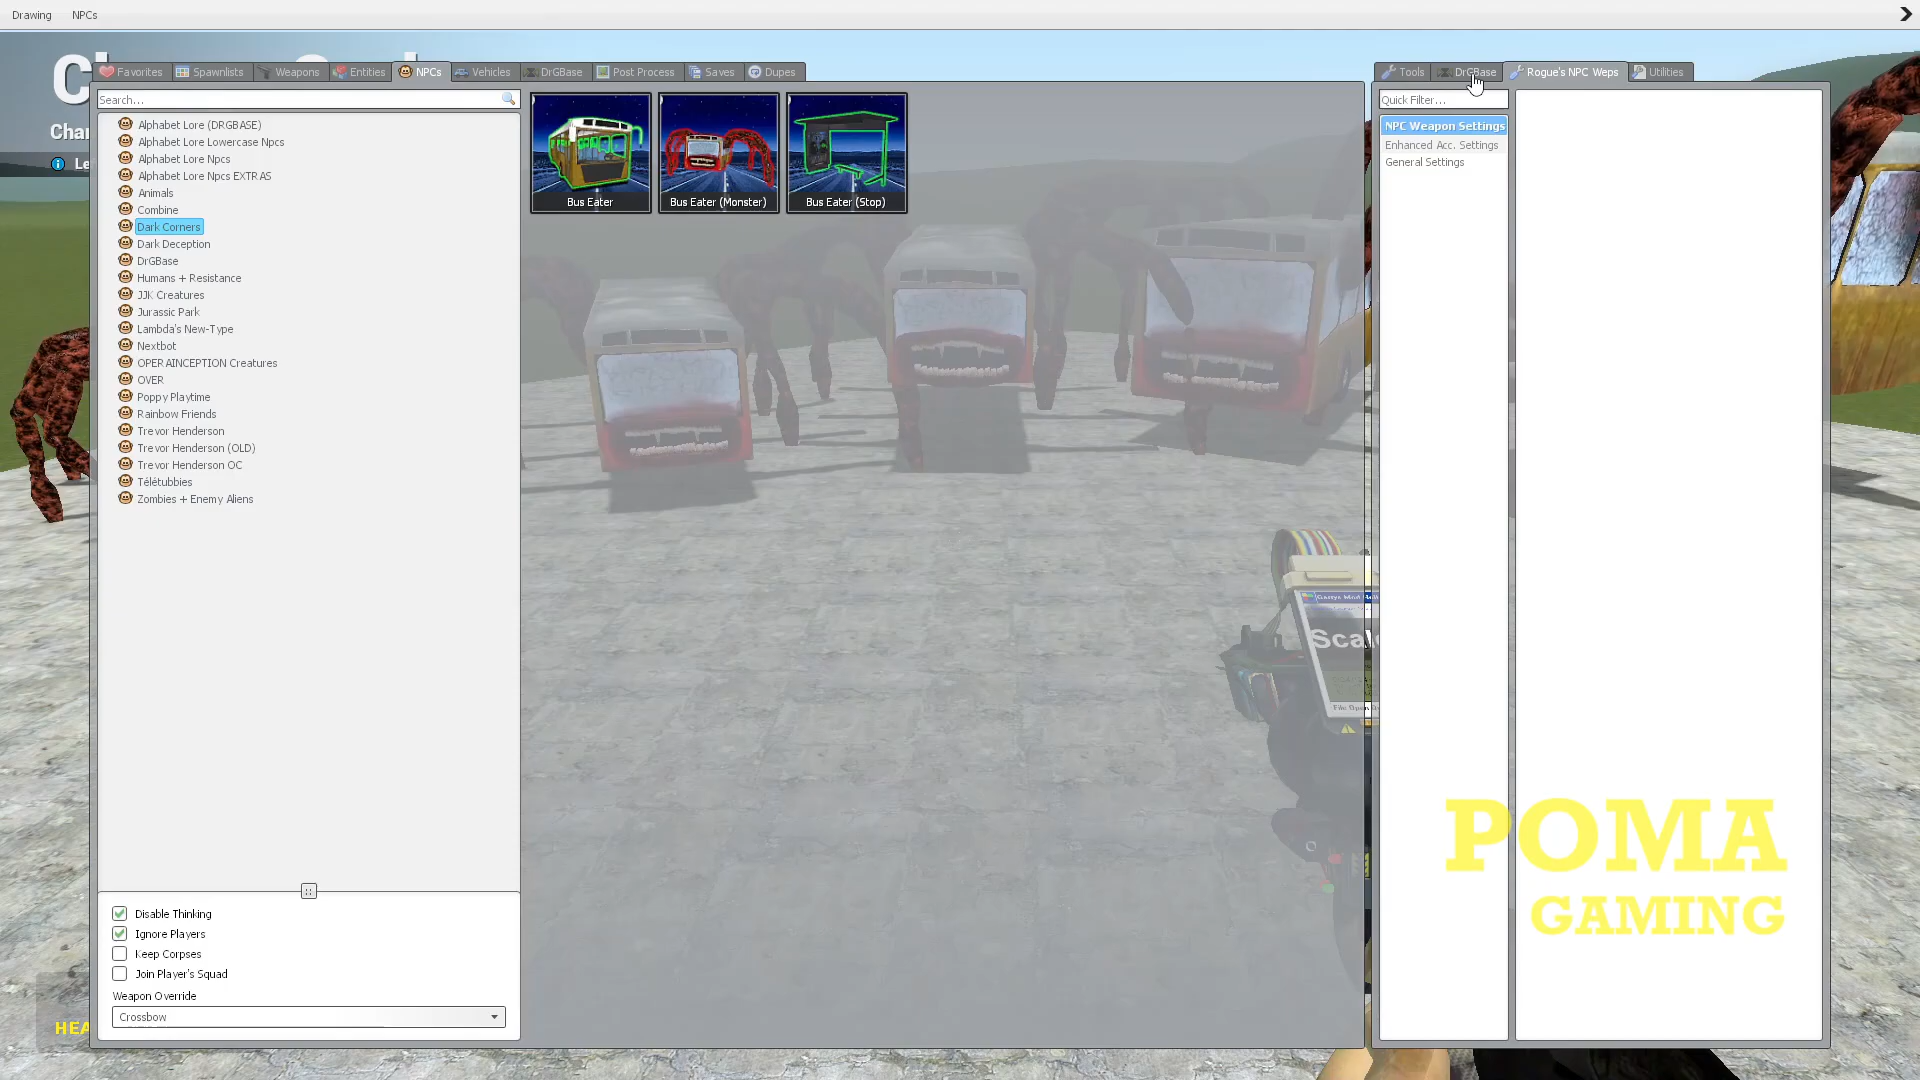 Drawing NPCs
Favorites Spawnlists Weapons Entities NPCs Vehicles DrGBase Post Process Saves Dupes
Tools DrGBase Rogue's NPC Weps Utilities
Search...
Alphabet Lore (DRGBASE)
Alphabet Lore Lowercase Npcs
Alphabet Lore Npcs
Alphabet Lore Npcs EXTRAS
Animals
Combine
Dark Corners
Dark Deception
DrGBase
Humans + Resistance
JJK Creatures
Jurassic Park
Lambda's New-Type
Nextbot
OPERAINCEPTION Creatures
OVER
Poppy Playtime
Rainbow Friends
Trevor Henderson
Trevor Henderson (OLD)
Trevor Henderson OC
Télétubbies
Zombies + Enemy Aliens
Disable Thinking
Ignore Players
Keep Corpses
Join Player's Squad
Weapon Override
Crossbow
Bus Eater
Bus Eater (Monster)
Bus Eater (Stop)
Quick Filter...
NPC Weapon Settings
Enhanced Acc. Settings
General Settings
POMA
GAMING